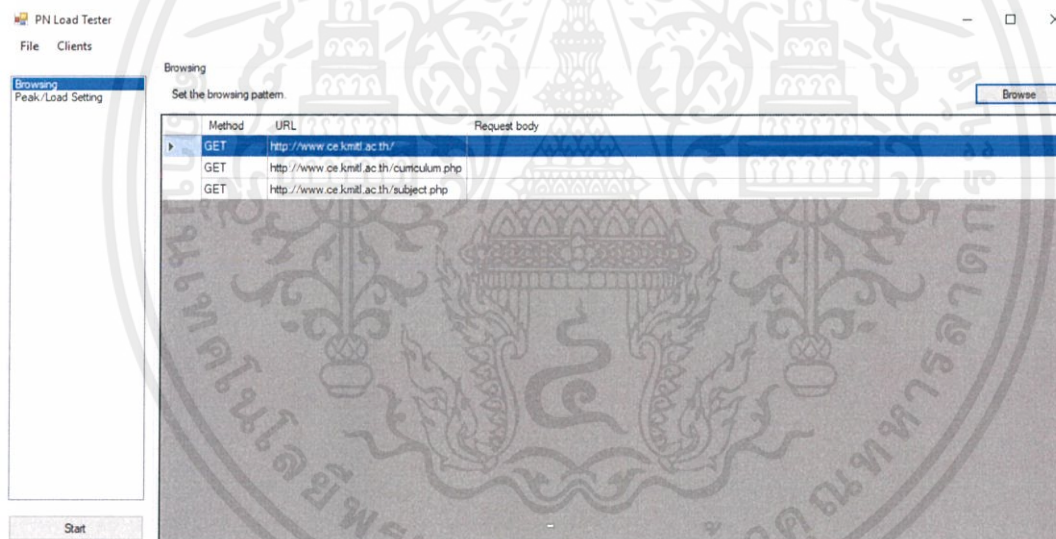 PN Load Tester
File Clients
Browsing
Peak/Load Setting
Browsing
Set the browsing pattern.
Browse
Method URL Request body
GET http://www.ce.kmitl.ac.th/
GET http://www.ce.kmitl.ac.th/curriculum.php
GET http://www.ce.kmitl.ac.th/subject.php
Start